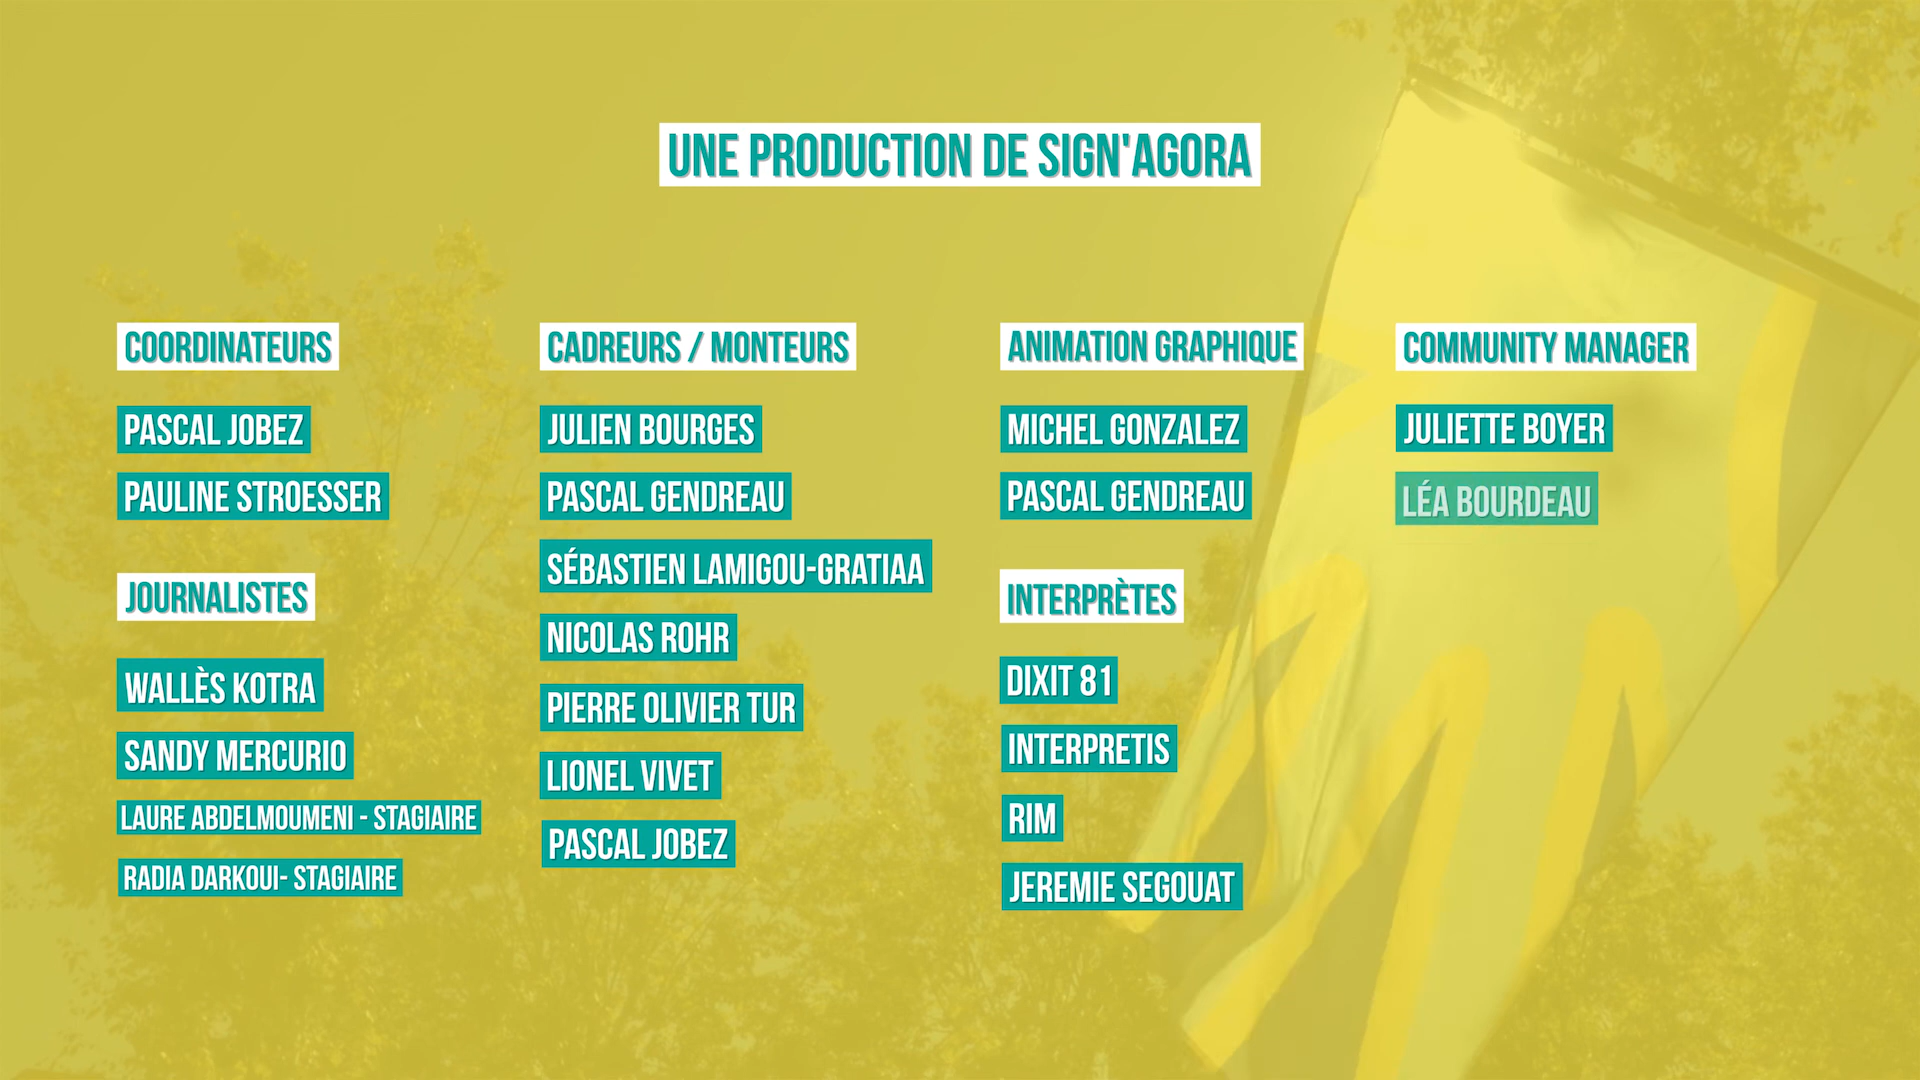 UNE PRODUCTION DE SIGN'AGORA
COORDINATEURS
PASCAL JOBEZ
PAULINE STROESSER
JOURNALISTES
WALLÈS KOTRA
SANDY MERCURIO
LAURE ABDELMOUMENI - STAGIAIRE
RADIA DARKOUI- STAGIAIRE
CADREURS / MONTEURS
JULIEN BOURGES
PASCAL GENDREAU
SÉBASTIEN LAMIGOU-GRATIAA
NICOLAS ROHR
PIERRE OLIVIER TUR
LIONEL VIVET
PASCAL JOBEZ
ANIMATION GRAPHIQUE
MICHEL GONZALEZ
PASCAL GENDREAU
INTERPRÈTES
DIXIT 81
INTERPRETIS
RIM
JEREMIE SEGOUAT
COMMUNITY MANAGER
JULIETTE BOYER
LÉA BOURDEAU